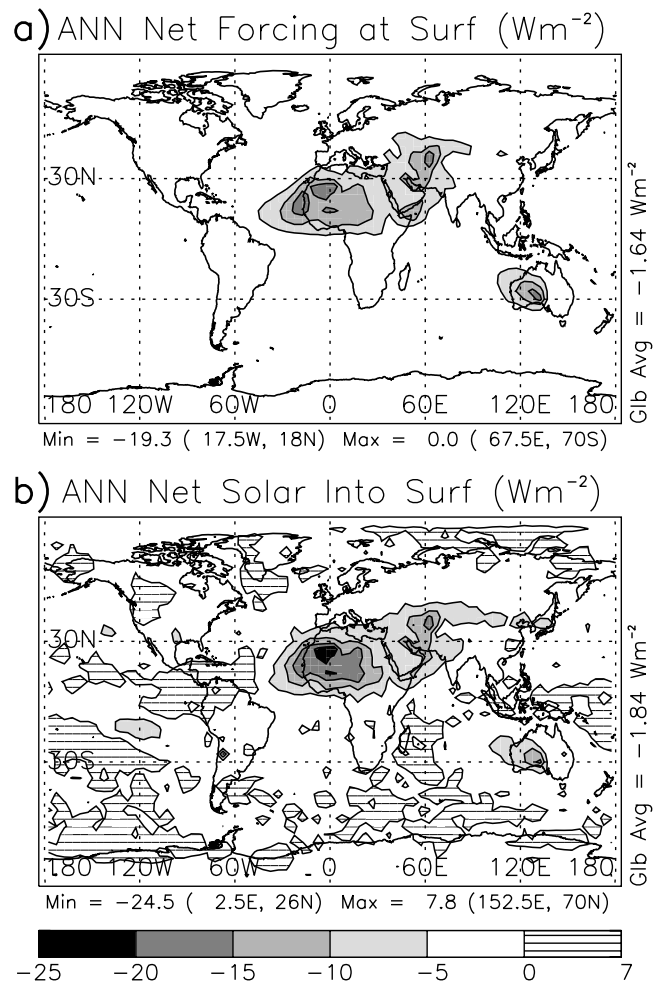 a) ANN Net Forcing at Surf (Wm⁻²)
30N
30S
180 120W 60W 0 60E 120E 180
Glb Avg = −1.64 Wm⁻²
Min = −19.3 ( 17.5W, 18N) Max = 0.0 ( 67.5E, 70S)
b) ANN Net Solar Into Surf (Wm⁻²)
30N
30S
180 120W 60W 0 60E 120E 180
Glb Avg = −1.84 Wm⁻²
Min = −24.5 ( 2.5E, 26N) Max = 7.8 (152.5E, 70N)
−25 −20 −15 −10 −5 0 7